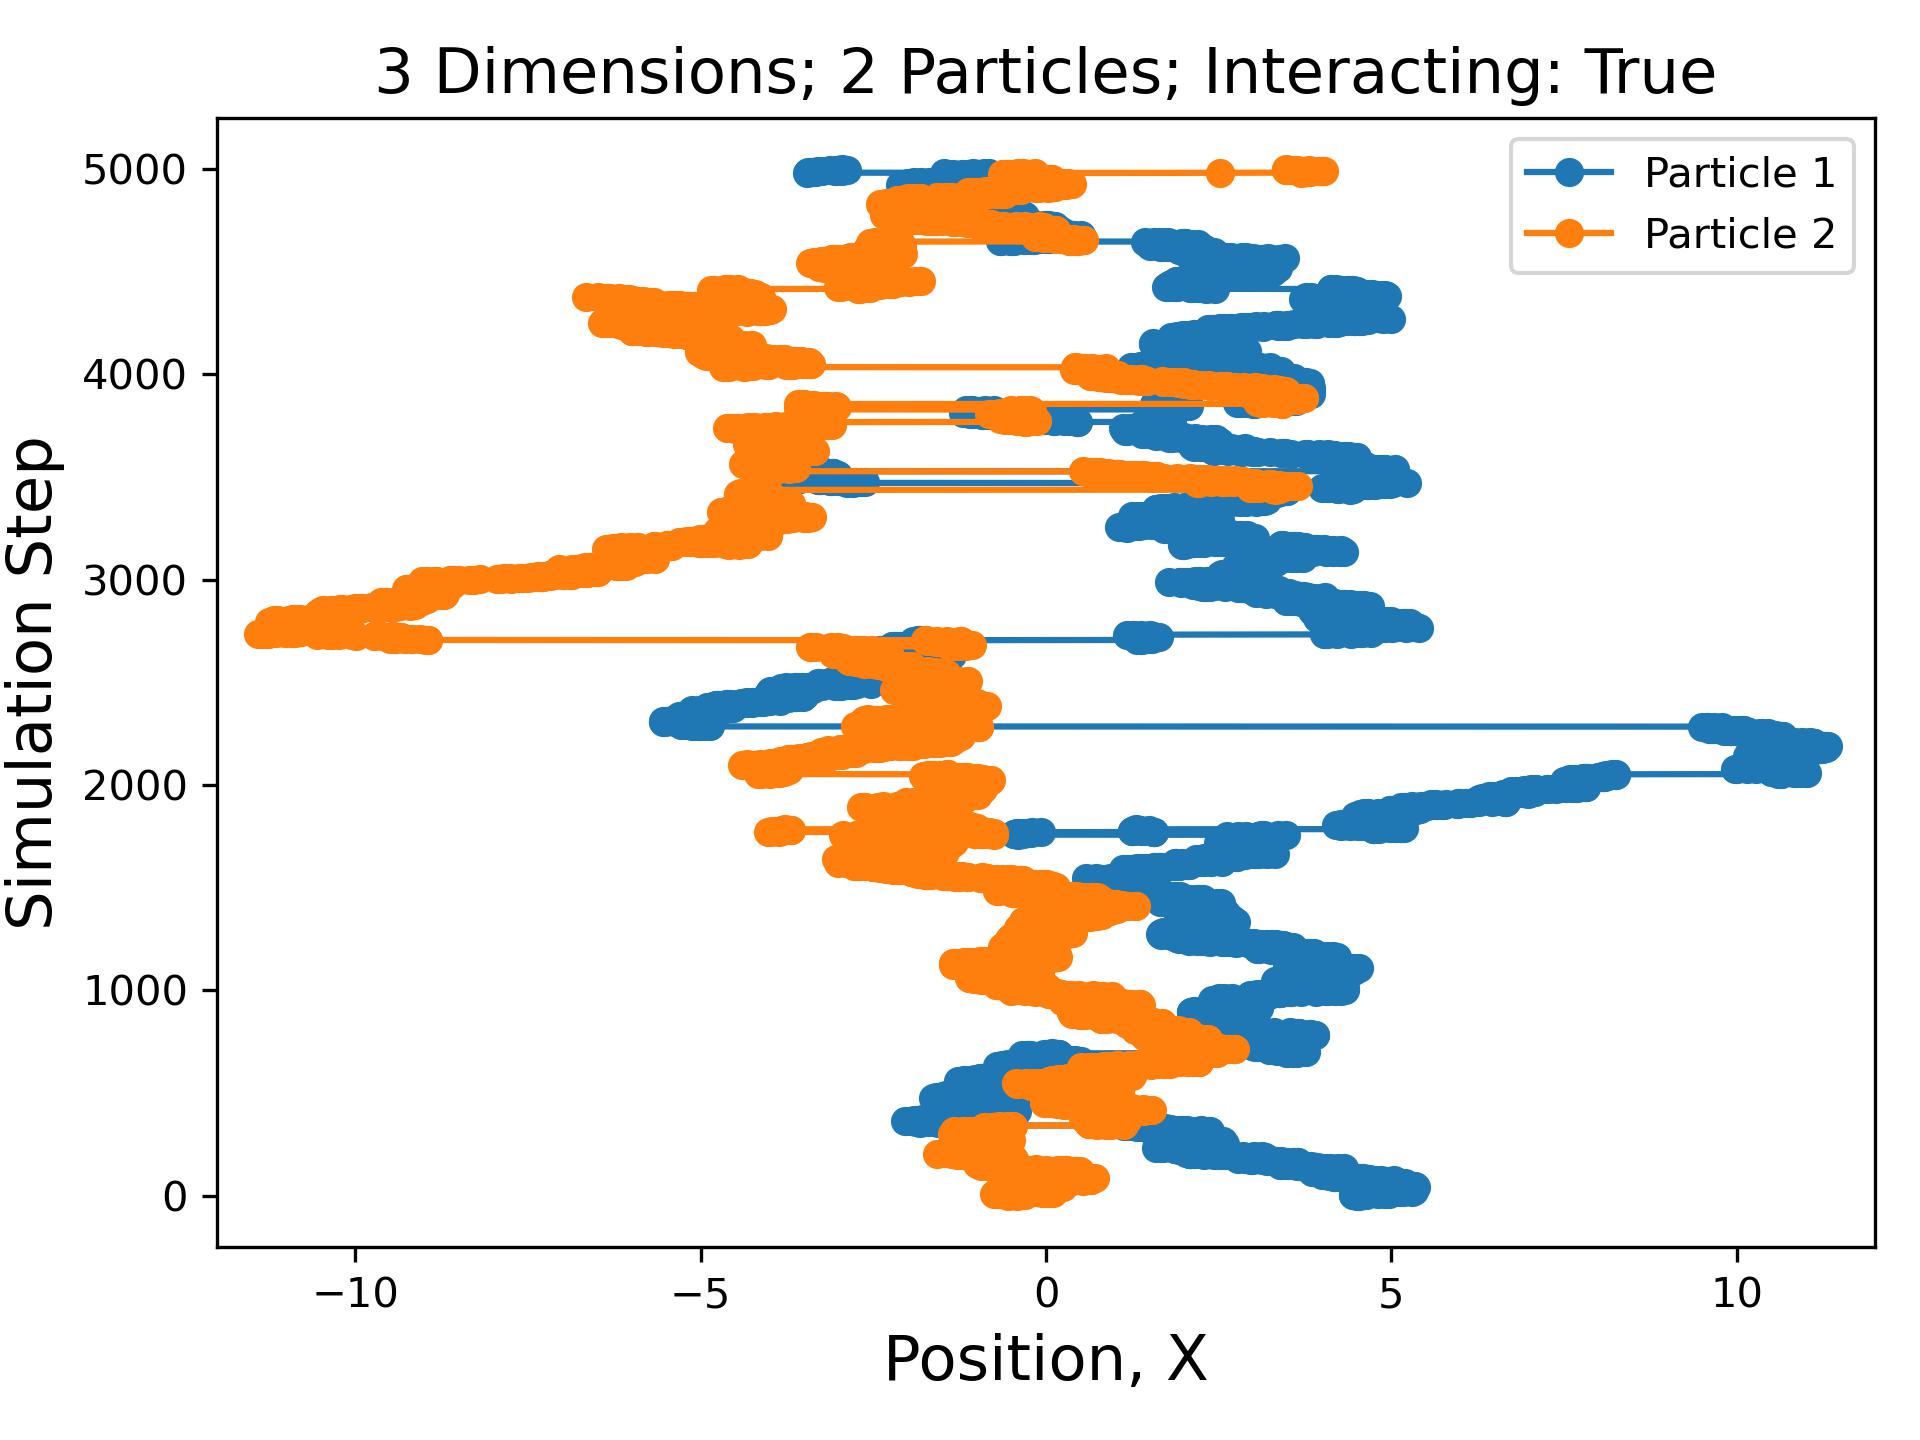 3 Dimensions; 2 Particles; Interacting: True
Particle 1
Particle 2
5000
4000
3000
2000
1000
0
Simulation Step
−10
−5
0
5
10
Position, X